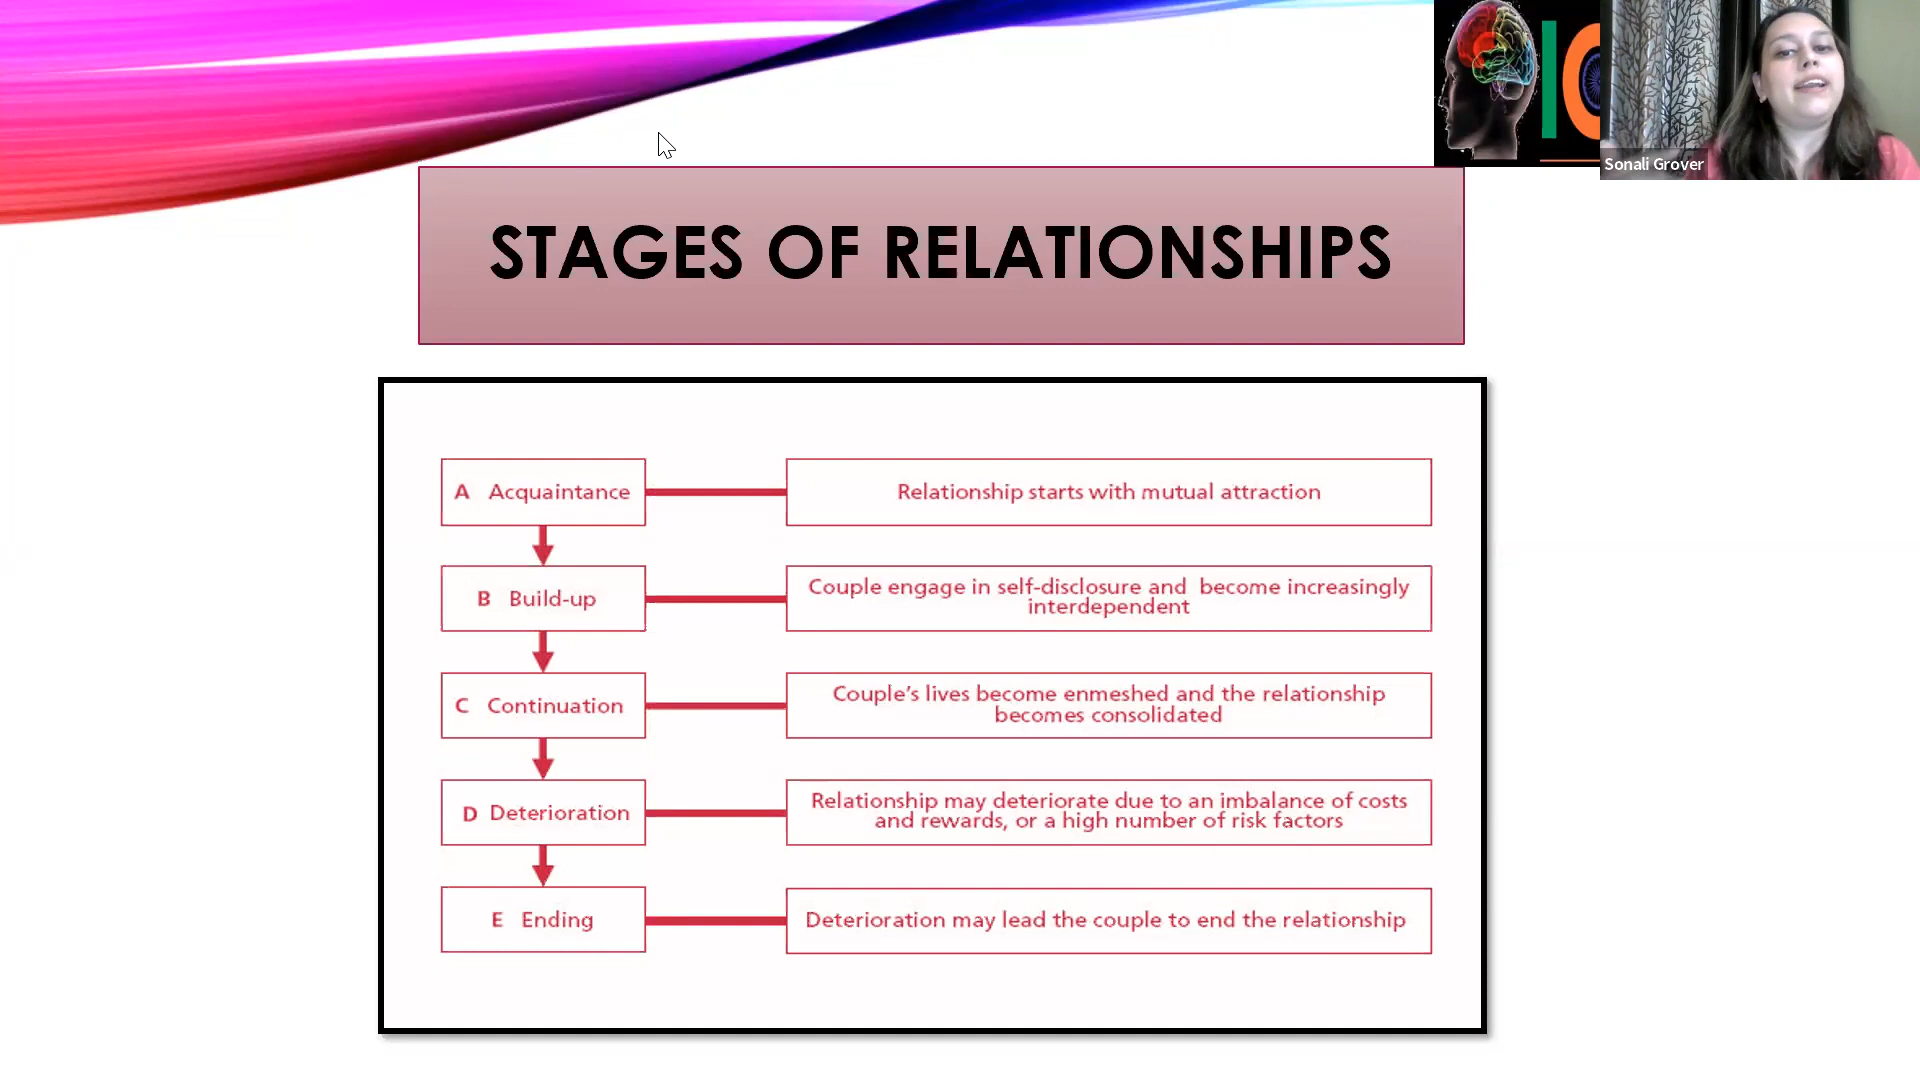 Sonali Grover
STAGES OF RELATIONSHIPS
A Acquaintance
Relationship starts with mutual attraction
B Build-up
Couple engage in self-disclosure and become increasingly
interdependent
C Continuation
Couple's lives become enmeshed and the relationship
becomes consolidated
D Deterioration
Relationship may deteriorate due to an imbalance of costs
and rewards, or a high number of risk factors
E Ending
Deterioration may lead the couple to end the relationship